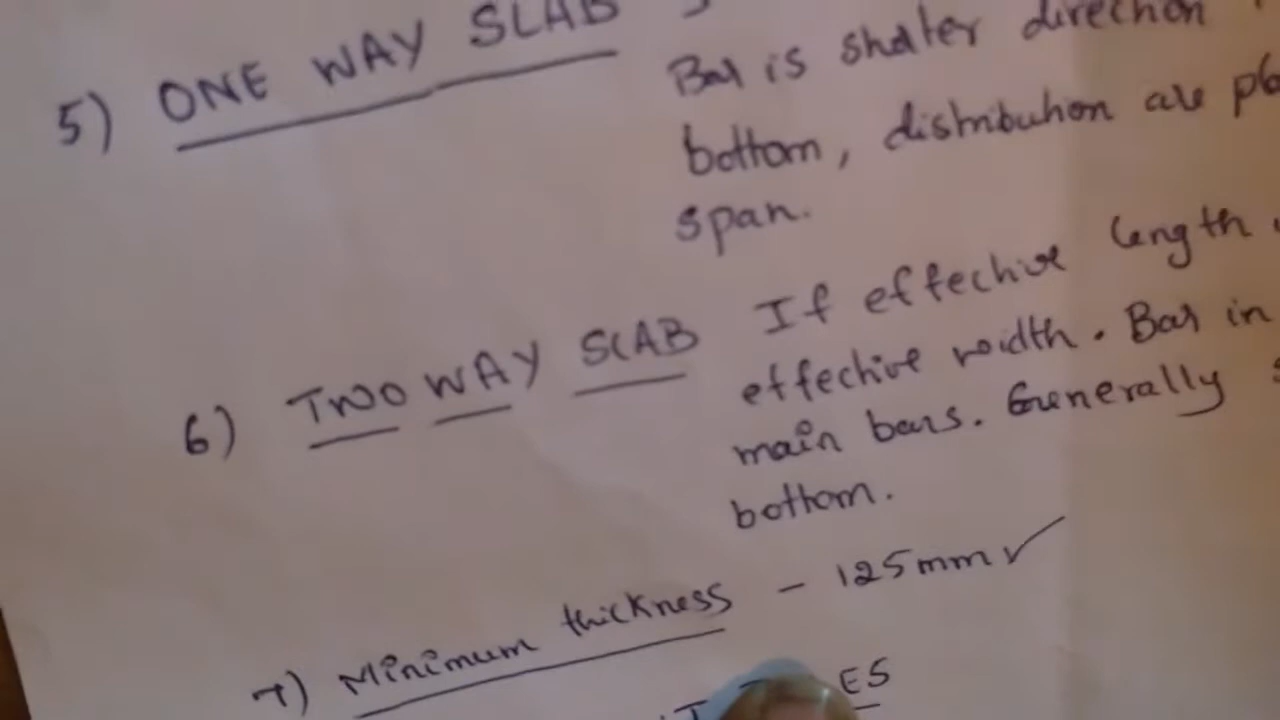 5) ONE WAY SLAB
Bar is shorter direction
bottom, distribution are
span.
6) TWO WAY SLAB If effective length
effective width. Bar in
main bars. Generally
bottom.
7) Minimum thickness - 125mm ✓
ES